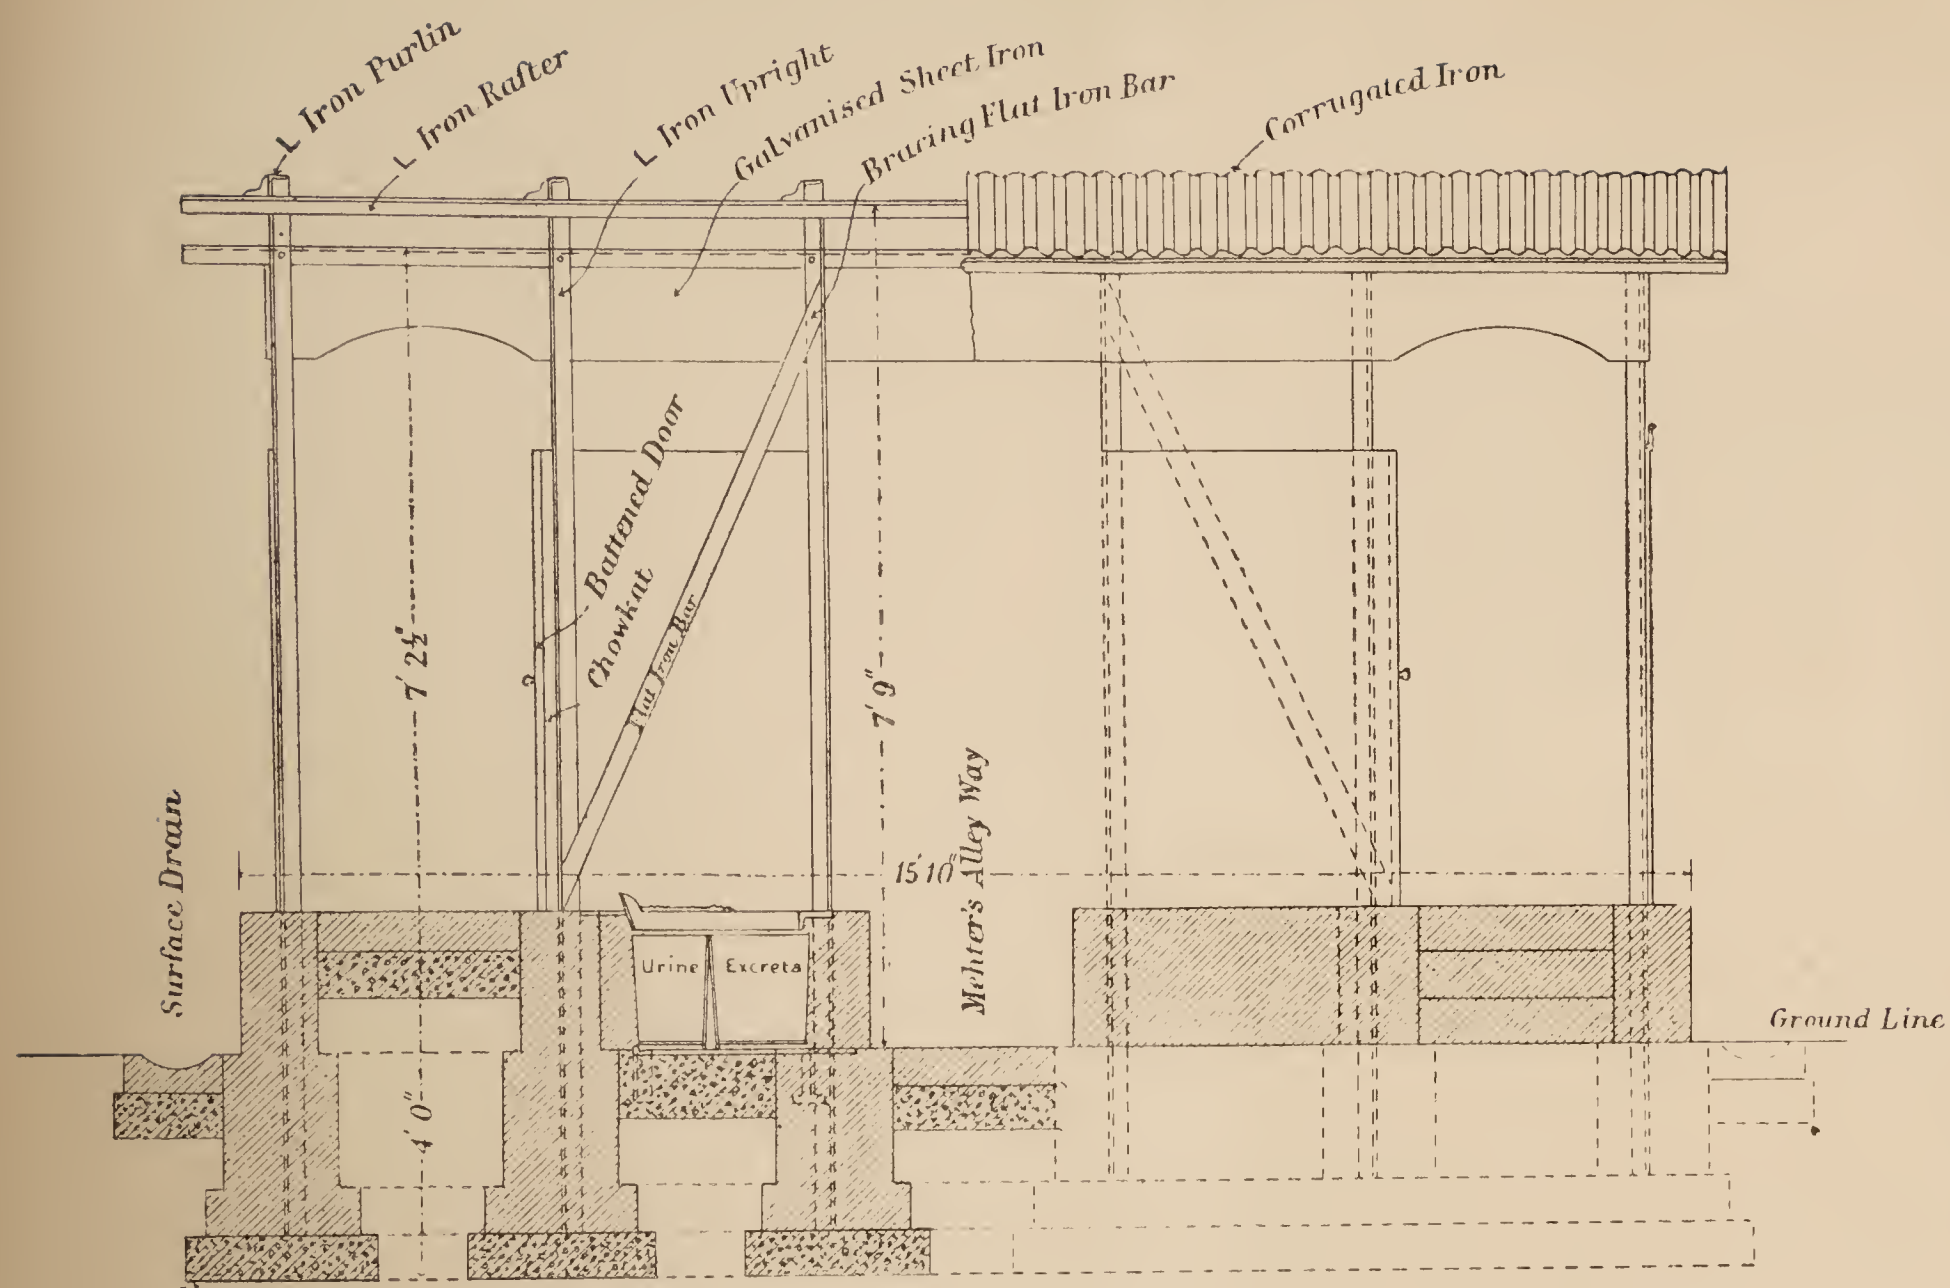 L Iron Purlin
L Iron Rafter
L Iron Upright
Galvanised Sheet Iron
Bracing Flat Iron Bar
Corrugated Iron
Battened Door
Chowkat
Flat Iron Bar
7' 2½"
7' 9"
Surface Drain
15' 10"
Mehter's Alley Way
Urine
Excreta
Ground Line
4' 0"